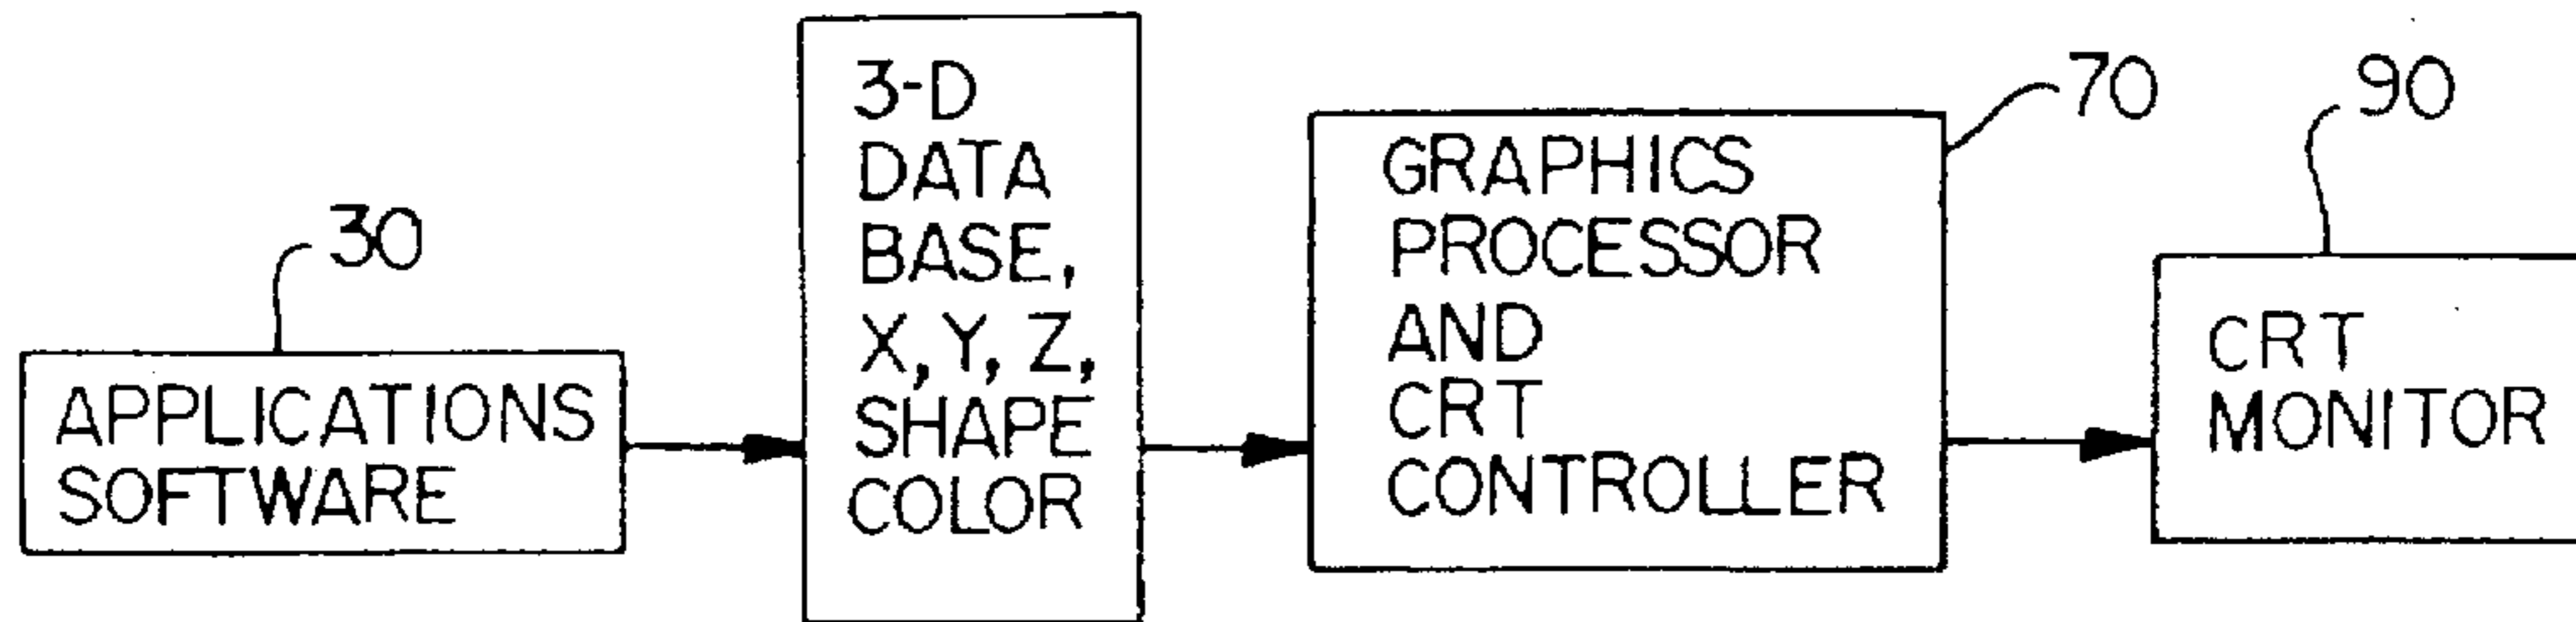 30
APPLICATIONS
SOFTWARE
3-D
DATA
BASE,
X, Y, Z,
SHAPE
COLOR
70
GRAPHICS
PROCESSOR
AND
CRT
CONTROLLER
90
CRT
MONITOR